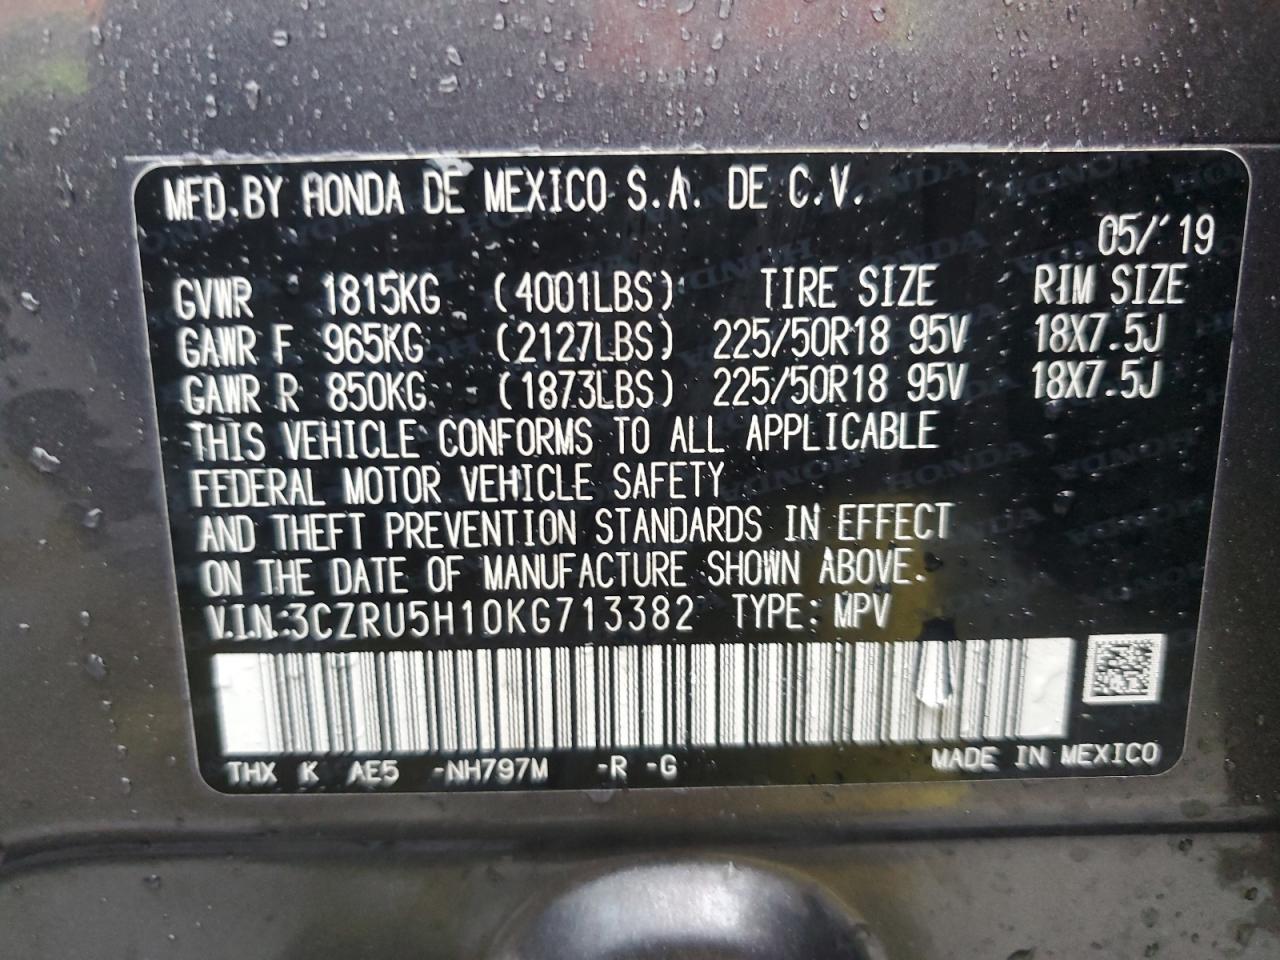 MFD.BY HONDA DE MEXICO S.A. DE C.V.
05/19
GVWR 1815KG (4001LBS) TIRE SIZE RIM SIZE
GAWR F 965KG (2127LBS) 225/50R18 95V 18X7.5J
GAWR R 850KG (1873LBS) 225/50R18 95V 18X7.5J
THIS VEHICLE CONFORMS TO ALL APPLICABLE
FEDERAL MOTOR VEHICLE SAFETY
AND THEFT PREVENTION STANDARDS IN EFFECT
ON THE DATE OF MANUFACTURE SHOWN ABOVE.
V.I.N.:3CZRU5H10KG713382 TYPE: MPV
THX K AE5 -NH797M -R -G MADE IN MEXICO